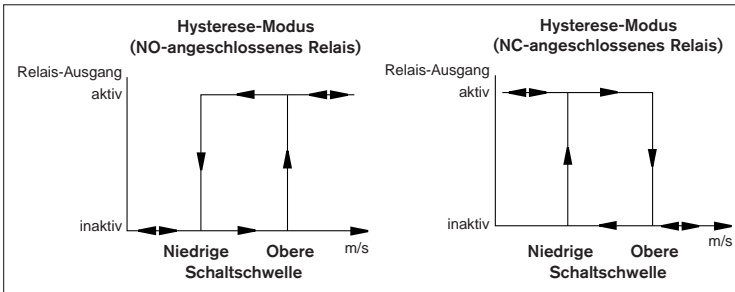 Hysterese-Modus
(NO-angeschlossenes Relais)
Relais-Ausgang
aktiv
inaktiv
Niedrige Obere
Schaltschwelle
m/s
Hysterese-Modus
(NC-angeschlossenes Relais)
Relais-Ausgang
aktiv
inaktiv
Niedrige Obere
Schaltschwelle
m/s